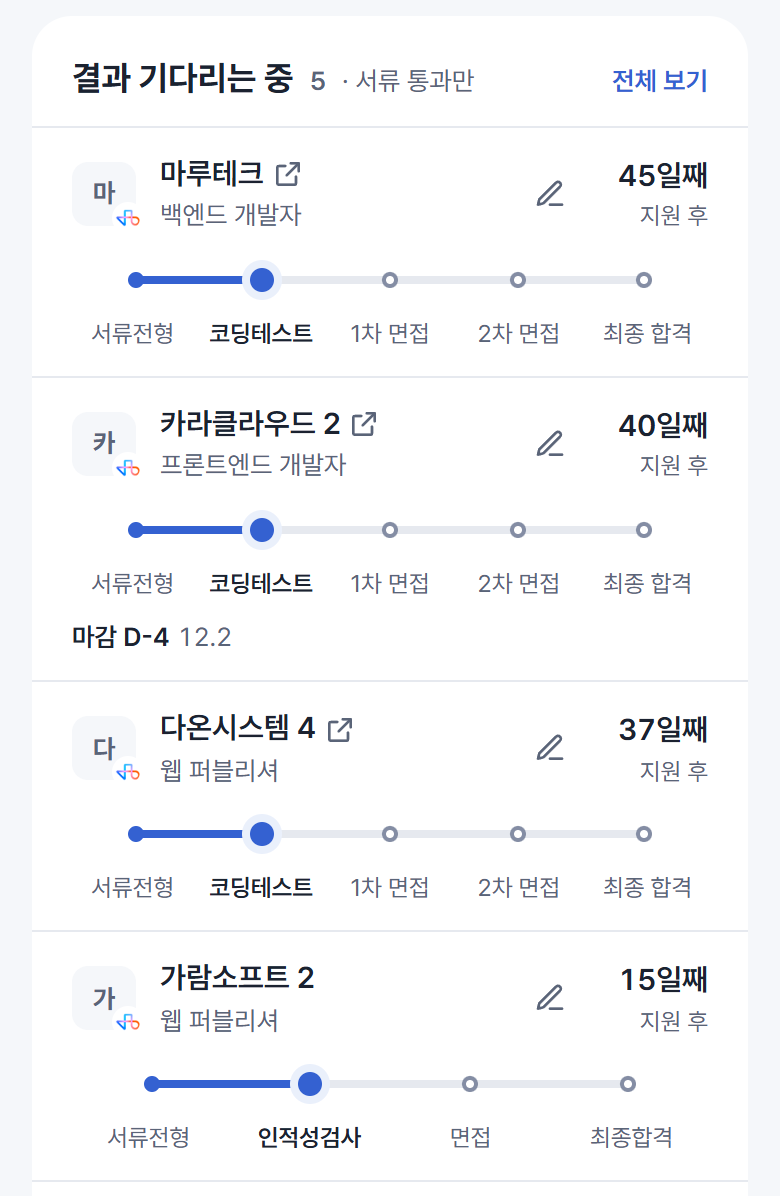 결과 기다리는 중 5 · 서류 통과만 전체 보기
마 마루테크 45일째
백엔드 개발자 지원 후
서류전형 코딩테스트 1차 면접 2차 면접 최종 합격
카 카라클라우드 2 40일째
프론트엔드 개발자 지원 후
서류전형 코딩테스트 1차 면접 2차 면접 최종 합격
마감 D-4 12.2
다 다온시스템 4 37일째
웹 퍼블리셔 지원 후
서류전형 코딩테스트 1차 면접 2차 면접 최종 합격
가 가람소프트 2 15일째
웹 퍼블리셔 지원 후
서류전형 인적성검사 면접 최종합격